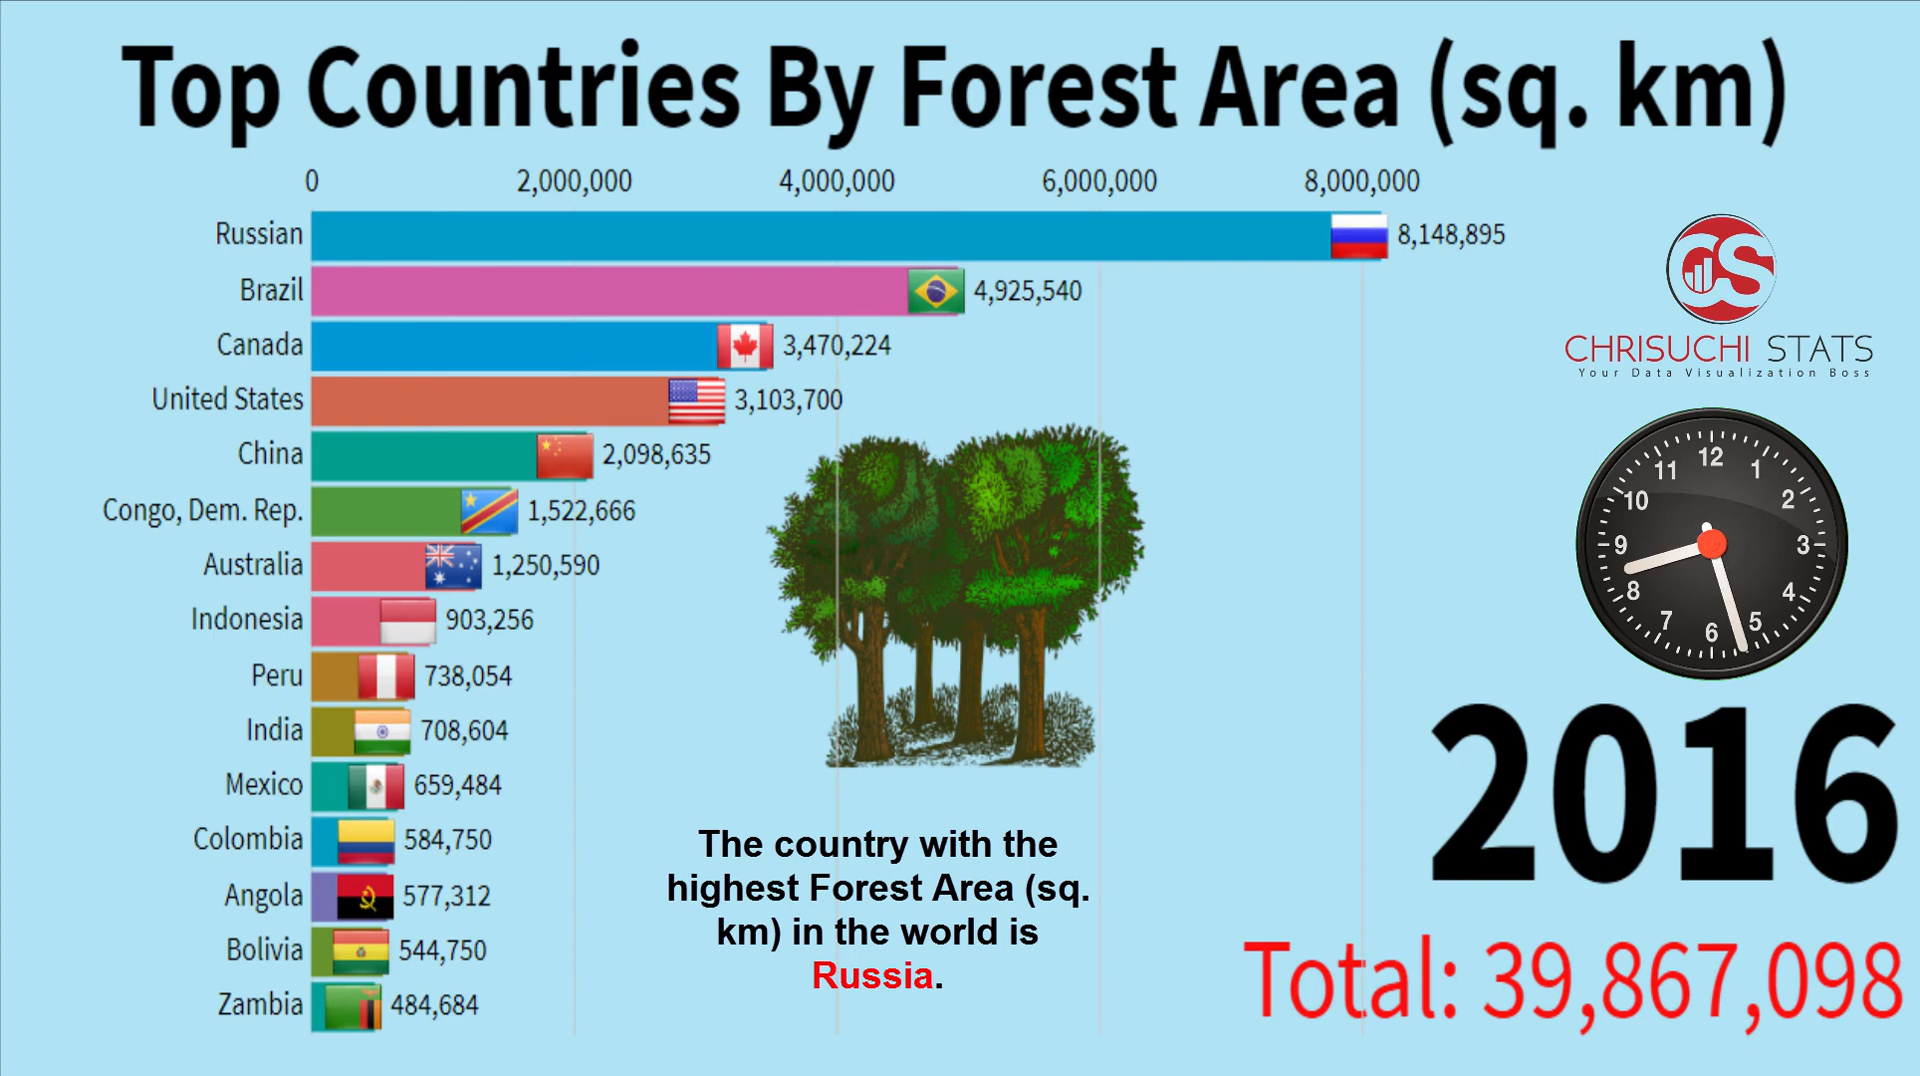 Top Countries By Forest Area (sq. km)
0 2,000,000 4,000,000 6,000,000 8,000,000
Russian 8,148,895
Brazil 4,925,540
Canada 3,470,224
United States 3,103,700
China 2,098,635
Congo, Dem. Rep. 1,522,666
Australia 1,250,590
Indonesia 903,256
Peru 738,054
India 708,604
Mexico 659,484
Colombia 584,750
Angola 577,312
Bolivia 544,750
Zambia 484,684
The country with the
highest Forest Area (sq.
km) in the world is
Russia.
CS
CHRISUCHI STATS
Your Data Visualization Boss
12
1
2
3
4
5
6
7
8
9
10
11
2016
Total: 39,867,098